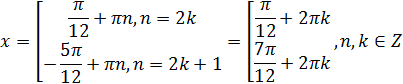 x = [ π/12 + πn, n = 2k
-5π/12 + πn, n = 2k + 1 = [ π/12 + 2πk
7π/12 + 2πk , n, k ∈ Z